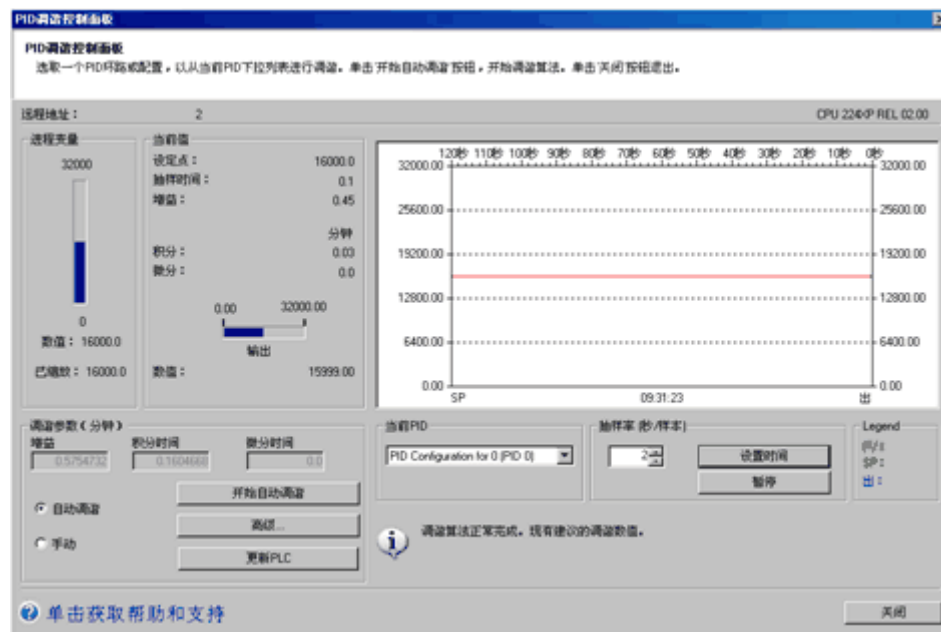 PID调谐控制面板
PID调谐控制面板
选取一个PID环路或配置，以从当前PID下拉列表进行调谐。单击'开始自动调谐'按钮，开始调谐算法。单击'关闭'按钮退出。
远程地址： 2 CPU 224XP REL 02.00
进程变量
32000
0
数值：16000.0
已缩放：16000.0
当前值
设定点： 16000.0
抽样时间： 0.1
增益： 0.45
分钟
积分： 0.03
微分： 0.0
0.00 32000.00
输出
数值： 15999.00
120秒 110秒 100秒 90秒 80秒 70秒 60秒 50秒 40秒 30秒 20秒 10秒 0秒
32000.00 32000.00
25600.00 25600.00
19200.00 19200.00
12800.00 12800.00
6400.00 6400.00
0.00 0.00
SP 09:31:23 出
调谐参数（分钟）
增益 积分时间 微分时间
0.5754732 0.1604668 0.0
自动调谐
手动
开始自动调谐
高级...
更新PLC
当前PID
PID Configuration for 0 (PID 0)
抽样率 (秒/样本)
2
设置时间
暂停
Legend
SP：
出：
调谐算法正常完成。现有建议的调谐数值。
单击获取帮助和支持
关闭